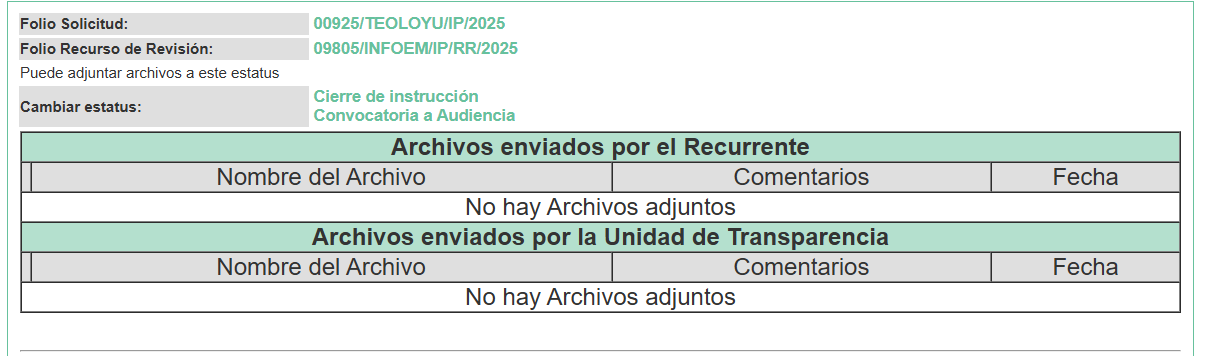 Folio Solicitud: 00925/TEOLOYU/IP/2025
Folio Recurso de Revisión: 09805/INFOEM/IP/RR/2025
Puede adjuntar archivos a este estatus
Cambiar estatus: Cierre de instrucción
Convocatoria a Audiencia
Archivos enviados por el Recurrente
Nombre del Archivo Comentarios Fecha
No hay Archivos adjuntos
Archivos enviados por la Unidad de Transparencia
Nombre del Archivo Comentarios Fecha
No hay Archivos adjuntos